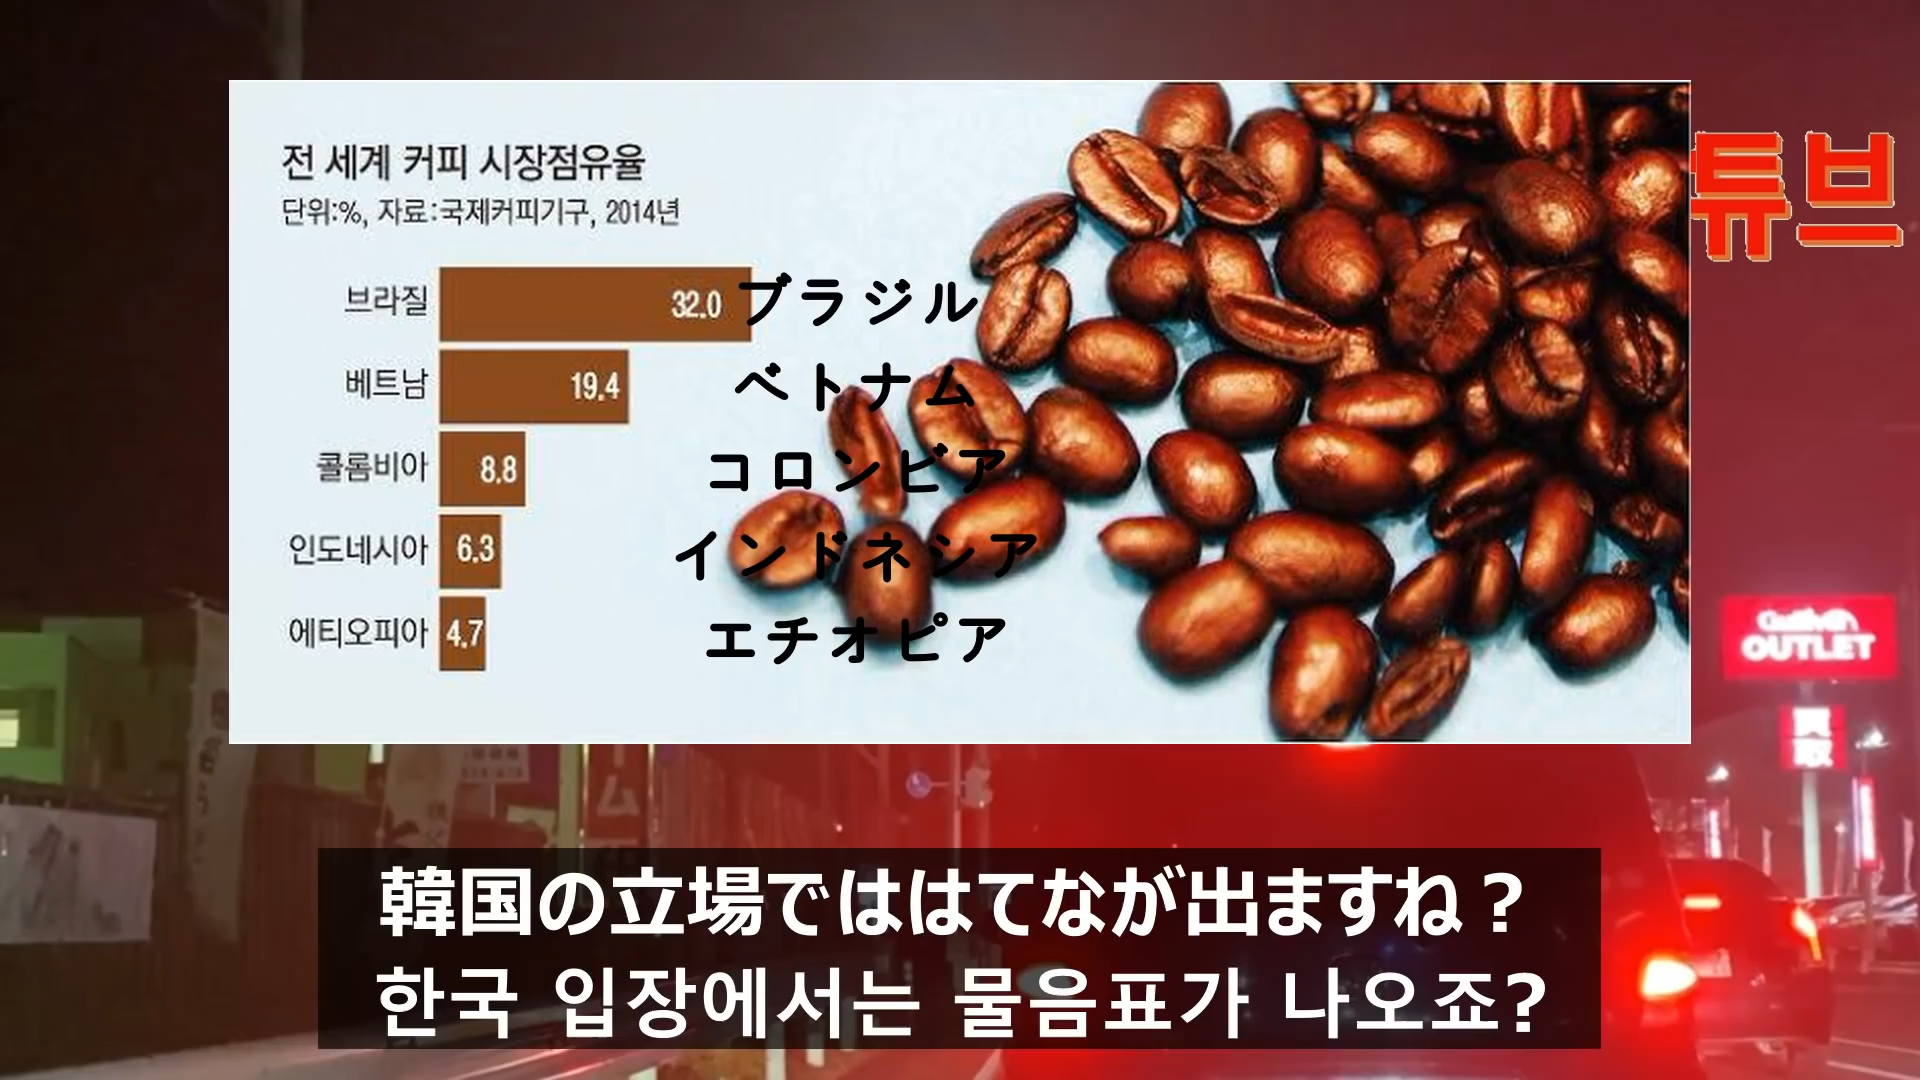 전 세계 커피 시장점유율
단위:%, 자료:국제커피기구, 2014년
튜브
브라질 32.0 ブラジル
베트남 19.4 ベトナム
콜롬비아 8.8 コロンビア
인도네시아 6.3 インドネシア
에티오피아 4.7 エチオピア
OUTLET
買取
韓国の立場でははてなが出ますね？
한국 입장에서는 물음표가 나오죠?